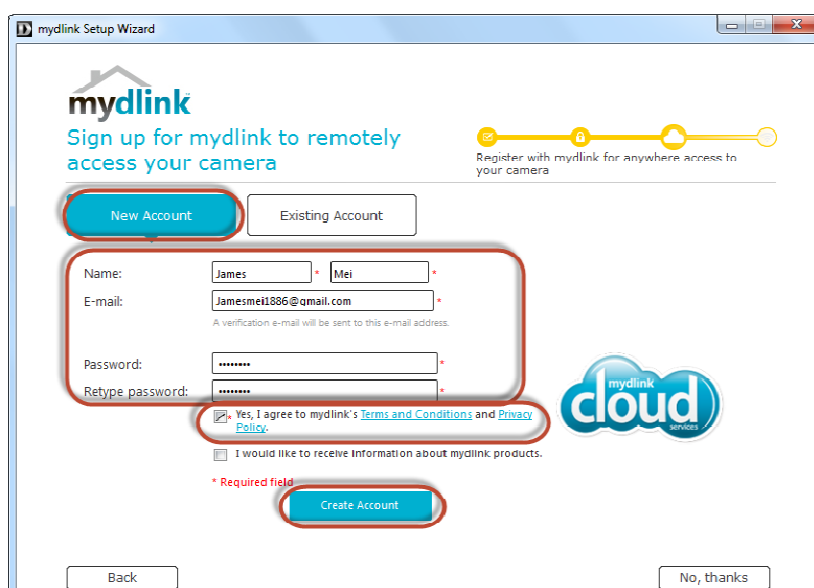 mydlink Setup Wizard
mydlink
Sign up for mydlink to remotely
access your camera
Register with mydlink for anywhere access to
your camera
New Account
Existing Account
Name: James * Mei *
E-mail: Jamesmei1886@gmail.com *
A verification e-mail will be sent to this e-mail address.
Password: •••••••• *
Retype password: •••••••• *
* Yes, I agree to mydlink's Terms and Conditions and Privacy
Policy.
I would like to receive information about mydlink products.
* Required field
Create Account
mydlink
cloud
services
Back
No, thanks